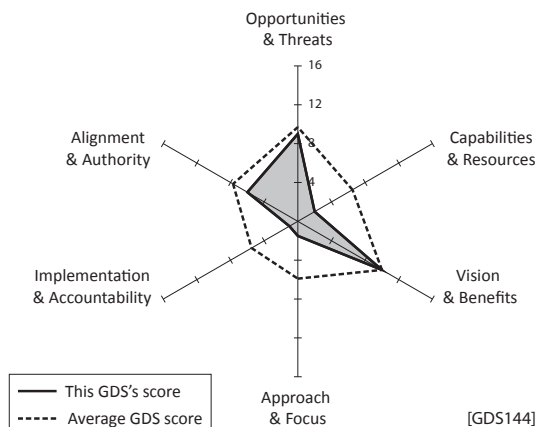 Opportunities
& Threats
16
12
8
4
Alignment
& Authority
Capabilities
& Resources
Implementation
& Accountability
Vision
& Benefits
Approach
& Focus
This GDS's score
Average GDS score
[GDS144]